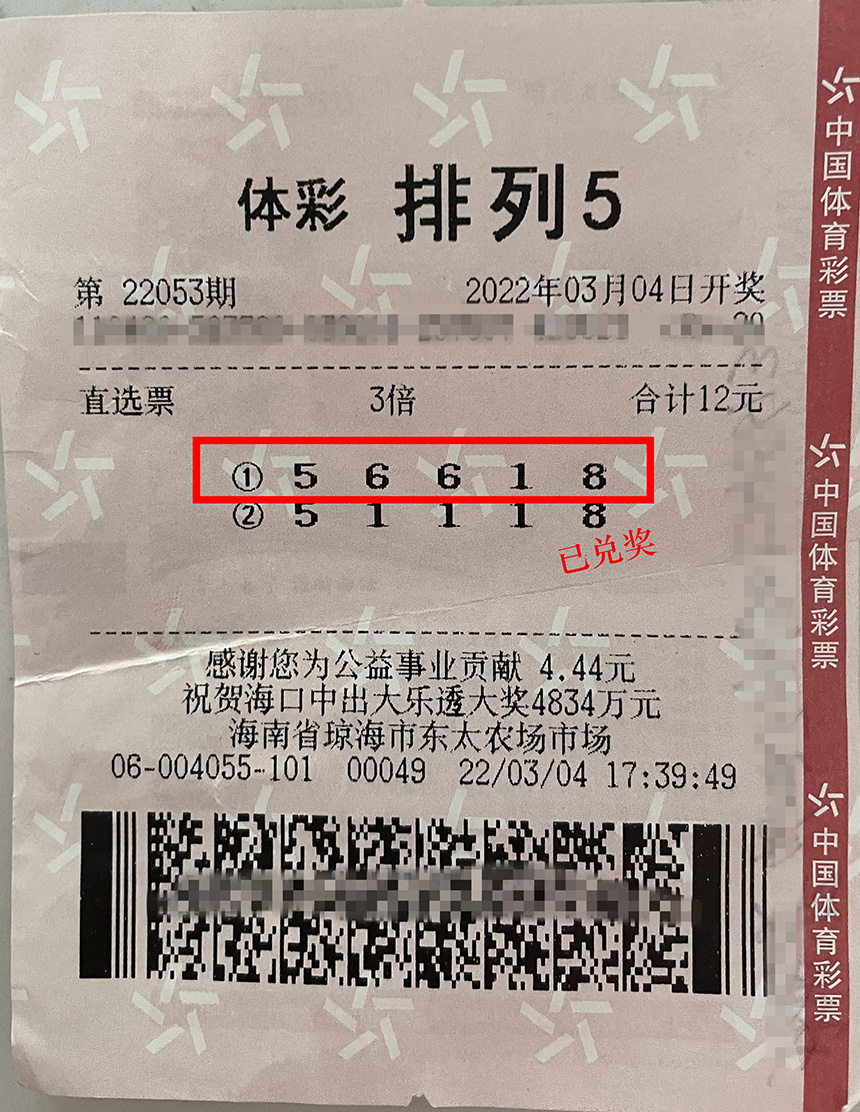 体彩 排列5
第 22053期 2022年03月04日开奖
直选票 3倍 合计12元
① 5 6 6 1 8
② 5 1 1 1 8
已兑奖
感谢您为公益事业贡献 4.44元
祝贺海口中出大乐透大奖4834万元
海南省琼海市东太农场市场
06-004055-101 00049 22/03/04 17:39:49
中国体育彩票
中国体育彩票
中国体育彩票